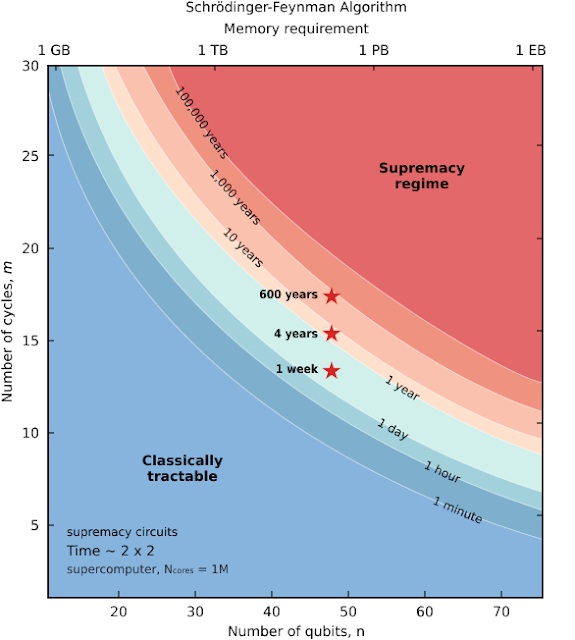 Schrödinger-Feynman Algorithm
Memory requirement
1 GB 1 TB 1 PB 1 EB
30
25
20
15
10
5
Number of cycles, m
100,000 years
1,000 years
10 years
Supremacy
regime
600 years
4 years
1 week
1 year
1 day
1 hour
1 minute
Classically
tractable
supremacy circuits
Time ~ 2 x 2
supercomputer, Ncores = 1M
20 30 40 50 60 70
Number of qubits, n